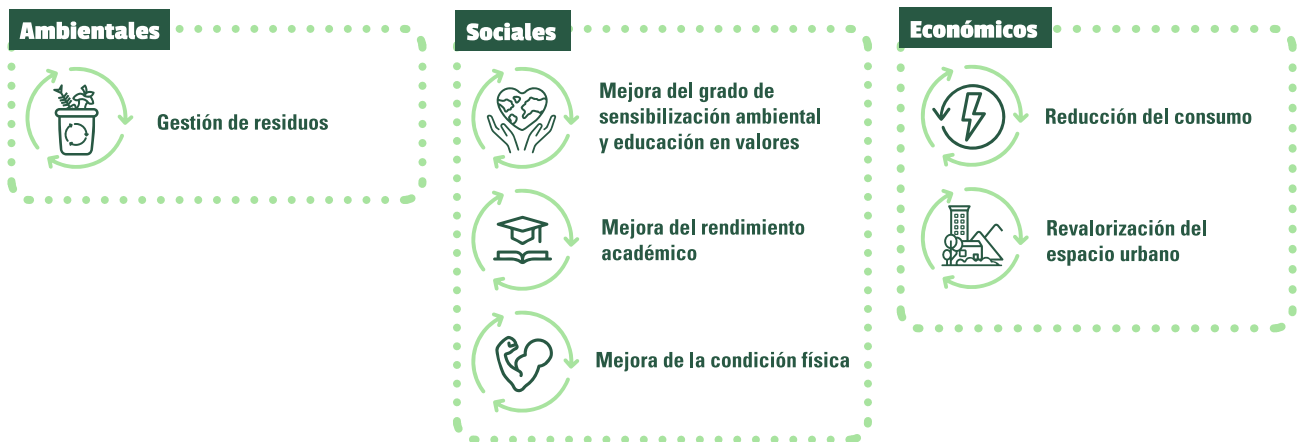 Ambientales
Gestión de residuos
Sociales
Mejora del grado de
sensibilización ambiental
y educación en valores
Mejora del rendimiento
académico
Mejora de la condición física
Económicos
Reducción del consumo
Revalorización del
espacio urbano